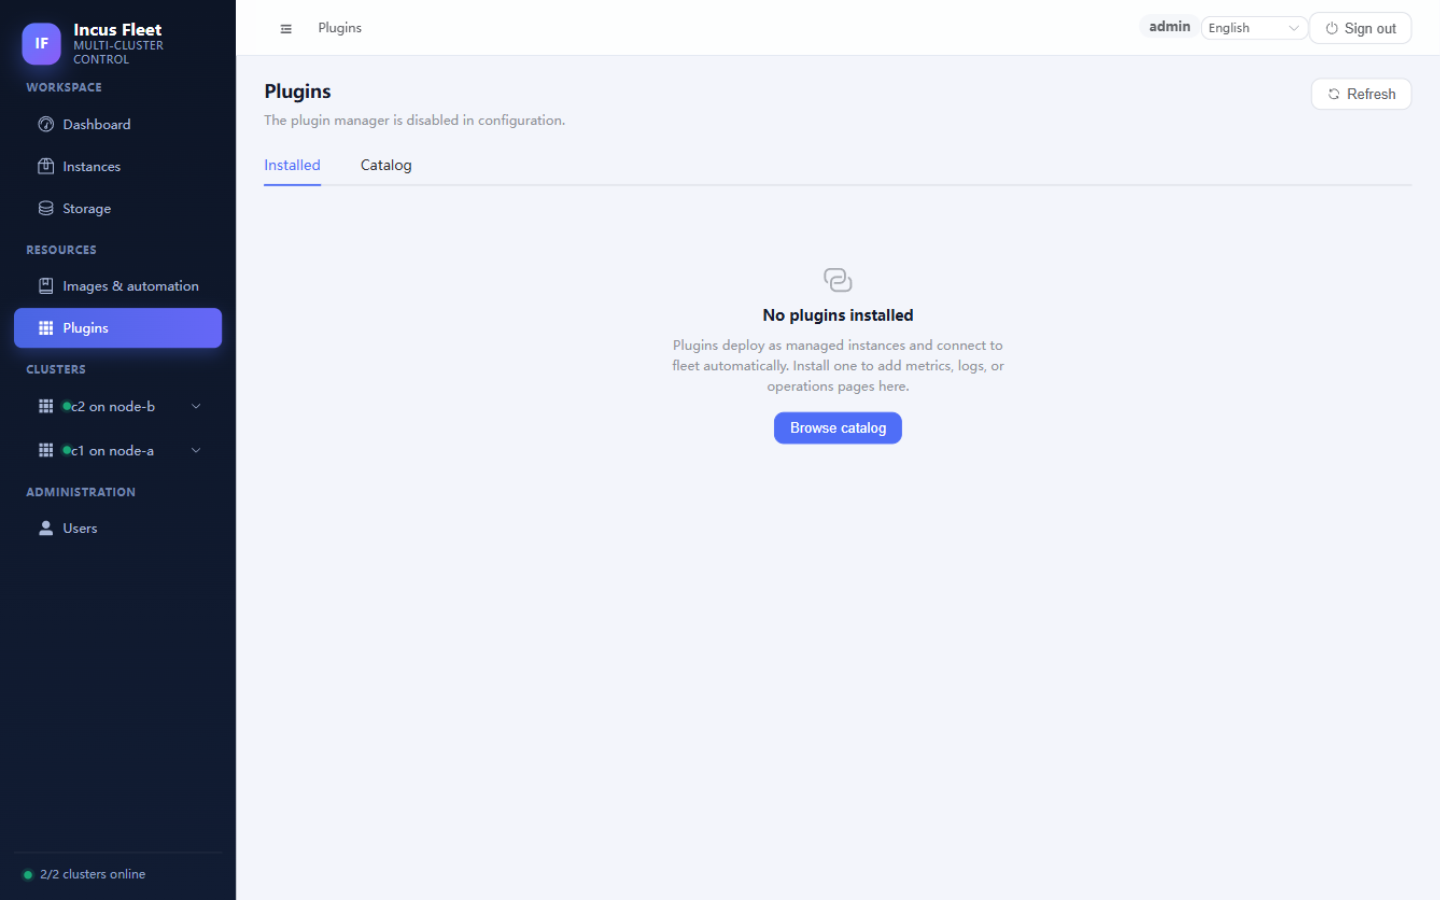 IF
Incus Fleet
MULTI-CLUSTER
CONTROL
WORKSPACE
Dashboard
Instances
Storage
RESOURCES
Images & automation
Plugins
CLUSTERS
c2 on node-b
c1 on node-a
ADMINISTRATION
Users
2/2 clusters online
Plugins
admin
English
Sign out
Plugins
Refresh
The plugin manager is disabled in configuration.
Installed
Catalog
No plugins installed
Plugins deploy as managed instances and connect to
fleet automatically. Install one to add metrics, logs, or
operations pages here.
Browse catalog